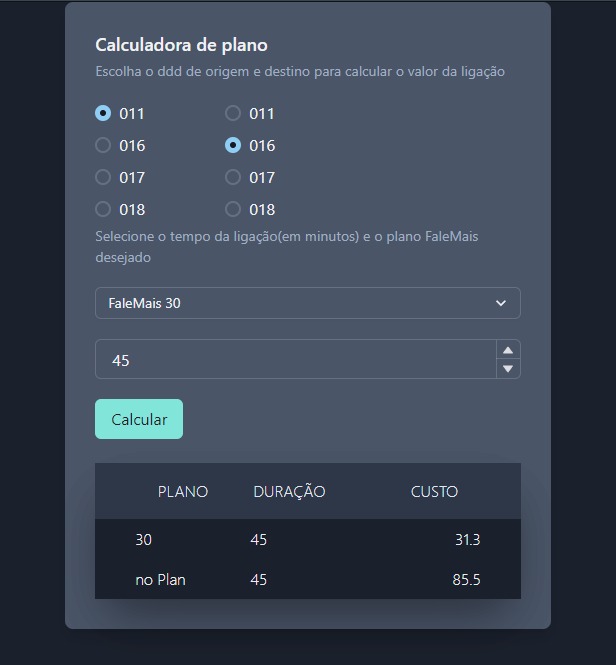 Calculadora de plano
Escolha o ddd de origem e destino para calcular o valor da ligação
011 011
016 016
017 017
018 018
Selecione o tempo da ligação(em minutos) e o plano FaleMais
desejado
FaleMais 30
45
Calcular
PLANO DURAÇÃO CUSTO
30 45 31.3
no Plan 45 85.5